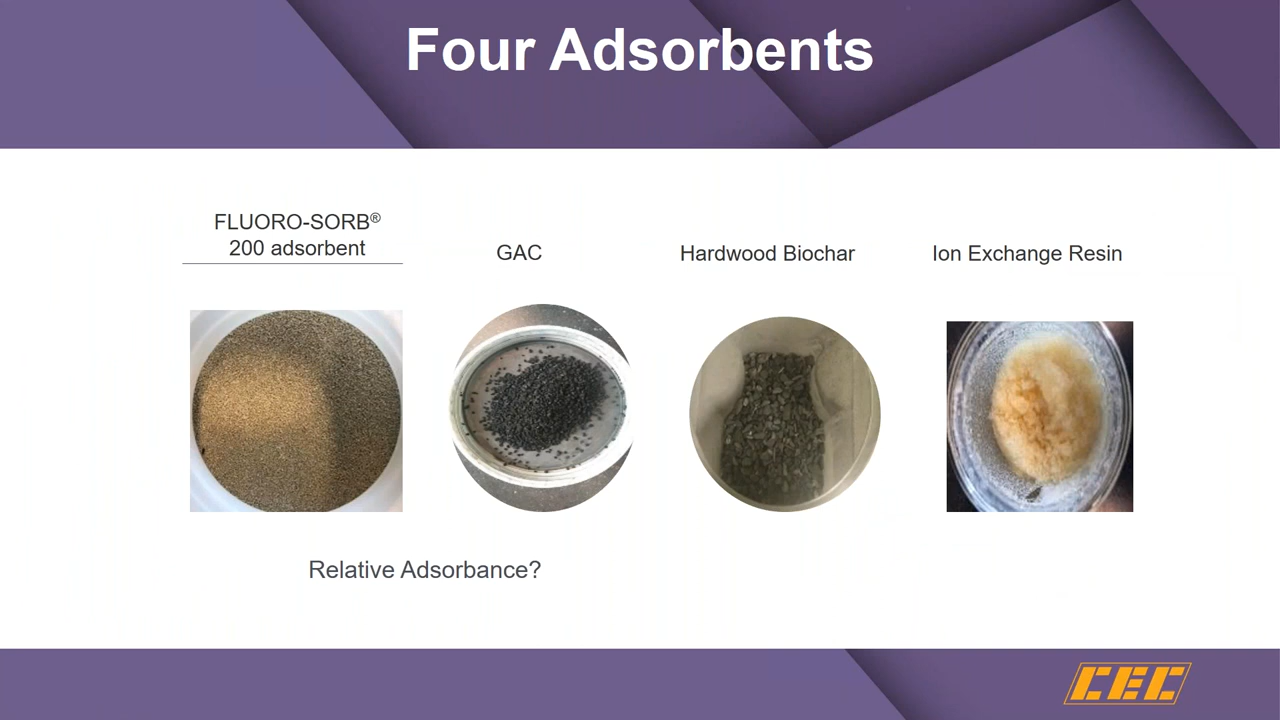 Four Adsorbents
FLUORO-SORB®
200 adsorbent
GAC
Hardwood Biochar
Ion Exchange Resin
Relative Adsorbance?
CEC